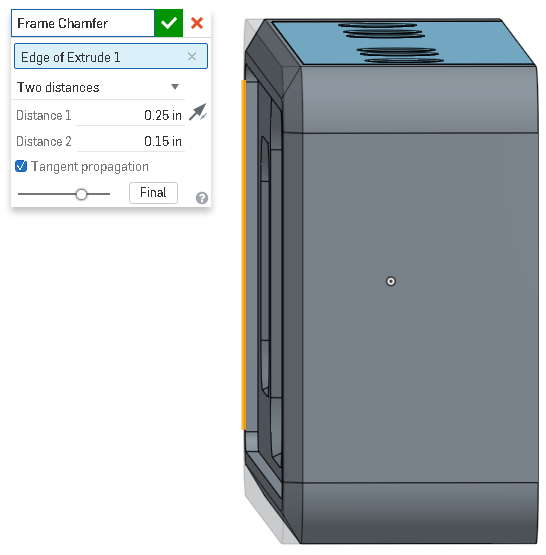 Frame Chamfer
Edge of Extrude 1
Two distances
Distance 1 0.25 in
Distance 2 0.15 in
Tangent propagation
Final